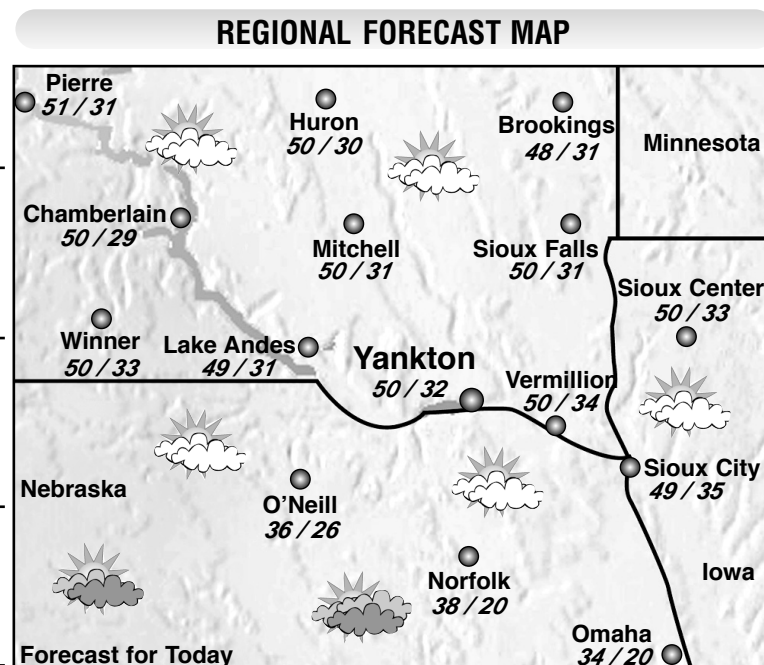 REGIONAL FORECAST MAP
Pierre
51 / 31
Huron
50 / 30
Brookings
48 / 31
Minnesota
Chamberlain
50 / 29
Mitchell
50 / 31
Sioux Falls
50 / 31
Sioux Center
50 / 33
Winner
50 / 33
Lake Andes
49 / 31
Yankton
50 / 32
Vermillion
50 / 34
Nebraska
O'Neill
36 / 26
Sioux City
49 / 35
Norfolk
38 / 20
Iowa
Omaha
34 / 20
Forecast for Today